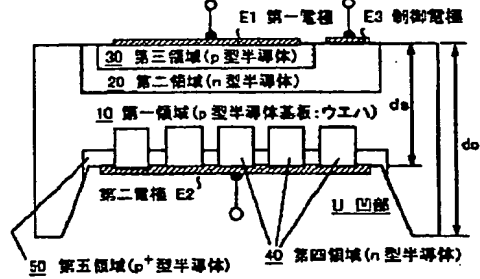 E1 第一電極
E3 制御電極
30 第三領域(p型半導体)
20 第二領域(n型半導体)
10 第一領域(p型半導体基板:ウエハ)
ds
do
第二電極 E2
U 凹部
40 第四領域(n型半導体)
50 第五領域(p+型半導体)